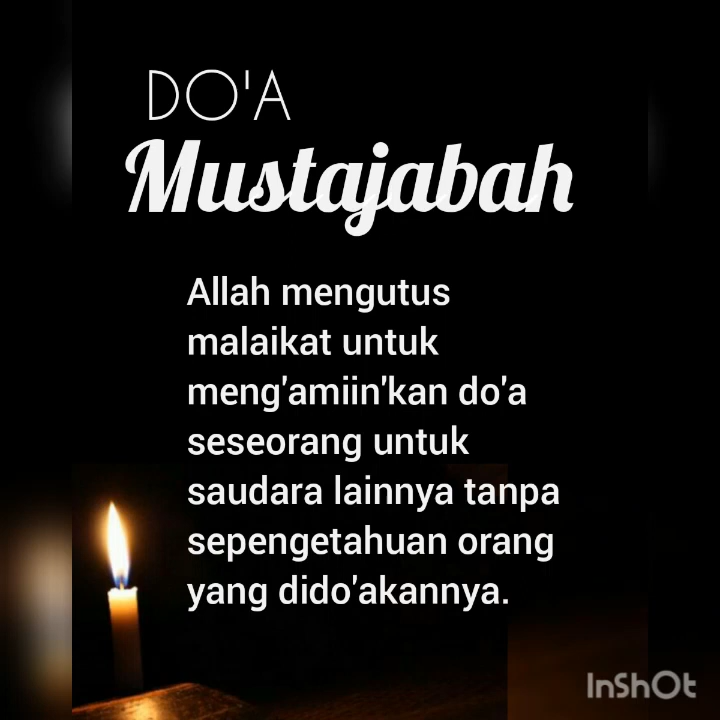 DO'A
Mustajabah
Allah mengutus
malaikat untuk
meng'amiin'kan do'a
seseorang untuk
saudara lainnya tanpa
sepengetahuan orang
yang dido'akannya.
InShOt